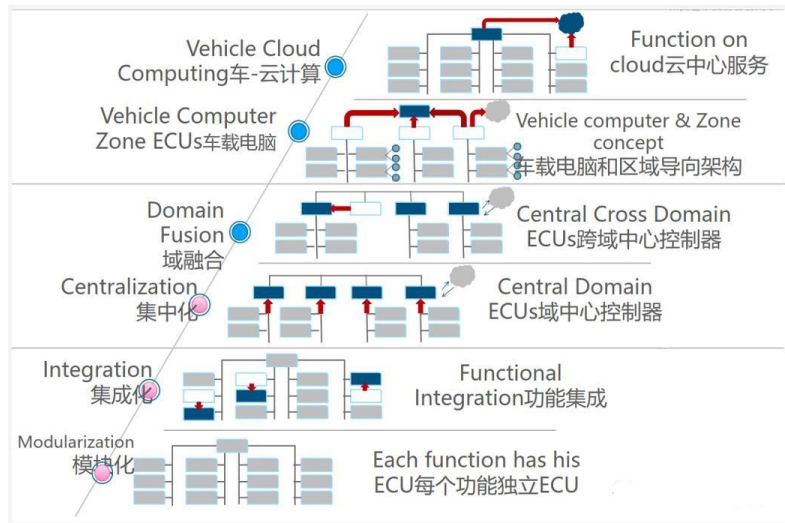 Vehicle Cloud
Computing车-云计算
Function on
cloud云中心服务
Vehicle Computer
Zone ECUs车载电脑
Vehicle computer & Zone
concept
车载电脑和区域导向架构
Domain
Fusion
域融合
Central Cross Domain
ECUs跨域中心控制器
Centralization
集中化
Central Domain
ECUs域中心控制器
Integration
集成化
Functional
Integration功能集成
Modularization
模块化
Each function has his
ECU每个功能独立ECU